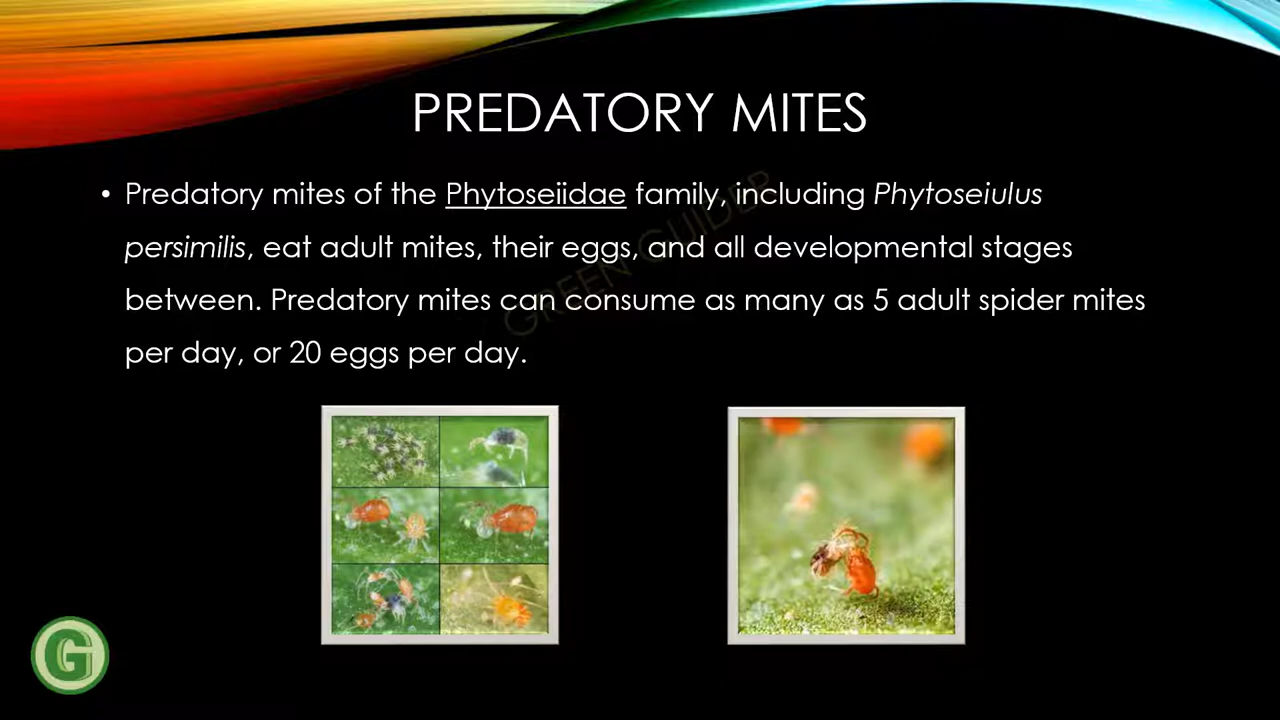 PREDATORY MITES
• Predatory mites of the Phytoseiidae family, including Phytoseiulus
persimilis, eat adult mites, their eggs, and all developmental stages
between. Predatory mites can consume as many as 5 adult spider mites
per day, or 20 eggs per day.
GREEN GUIDER
G